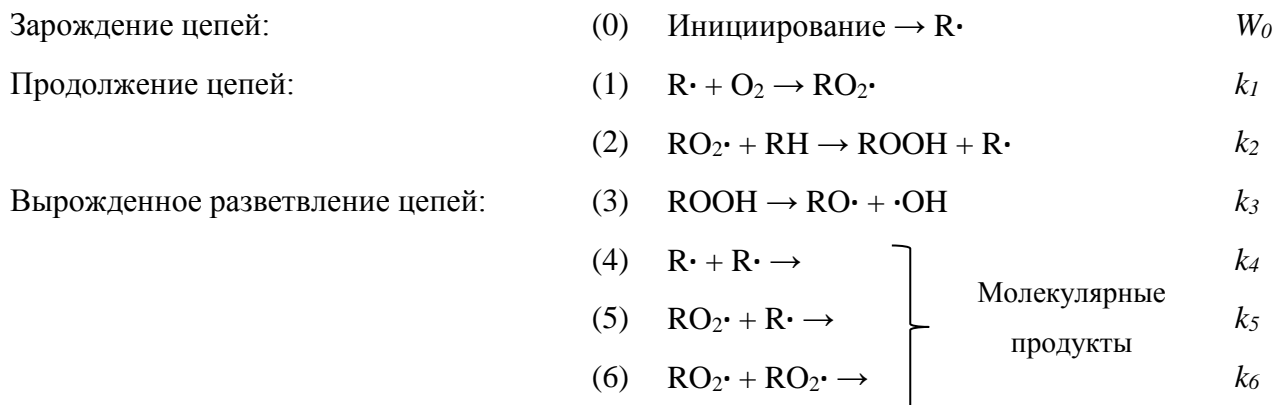 Зарождение цепей: (0) Инициирование → R• W₀
Продолжение цепей: (1) R• + O₂ → RO₂• k₁
(2) RO₂• + RH → ROOH + R• k₂
Вырожденное разветвление цепей: (3) ROOH → RO• + •OH k₃
(4) R• + R• → k₄
(5) RO₂• + R• → Молекулярные продукты k₅
(6) RO₂• + RO₂• → k₆